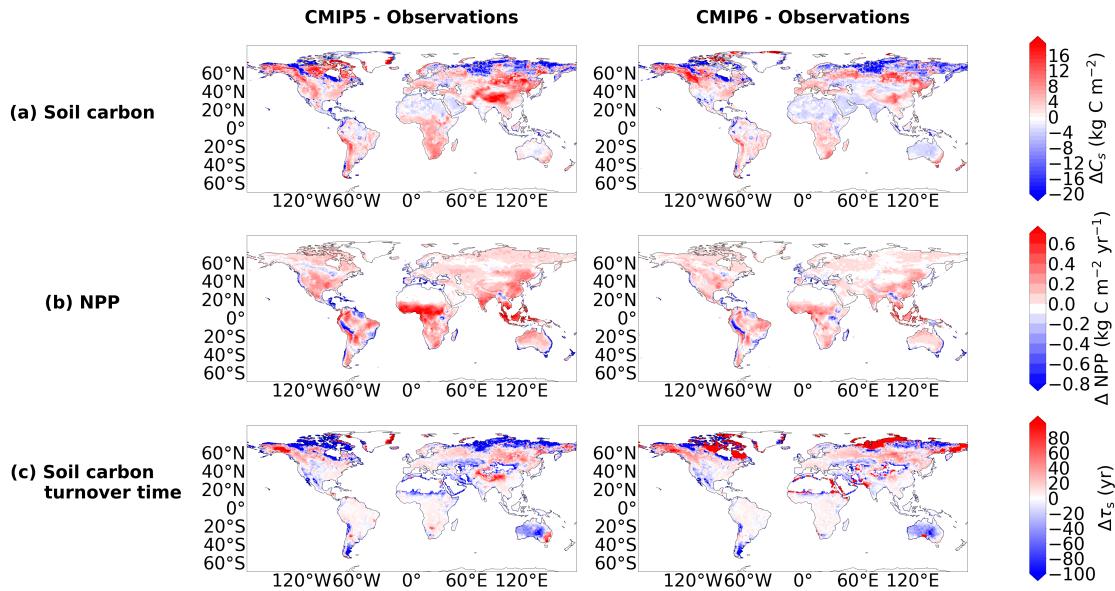 CMIP5 - Observations
CMIP6 - Observations
(a) Soil carbon
60°N
40°N
20°N
0°
20°S
40°S
60°S
120°W
60°W
0°
60°E
120°E
60°N
40°N
20°N
0°
20°S
40°S
60°S
120°W
60°W
0°
60°E
120°E
16
12
8
4
0
−4
−8
−12
−16
−20
ΔCs (kg C m−2)
(b) NPP
60°N
40°N
20°N
0°
20°S
40°S
60°S
120°W
60°W
0°
60°E
120°E
60°N
40°N
20°N
0°
20°S
40°S
60°S
120°W
60°W
0°
60°E
120°E
0.6
0.4
0.2
0.0
−0.2
−0.4
−0.6
−0.8
Δ NPP (kg C m−2 yr−1)
(c) Soil carbon
turnover time
60°N
40°N
20°N
0°
20°S
40°S
60°S
120°W
60°W
0°
60°E
120°E
60°N
40°N
20°N
0°
20°S
40°S
60°S
120°W
60°W
0°
60°E
120°E
80
60
40
20
0
−20
−40
−60
−80
−100
Δτs (yr)